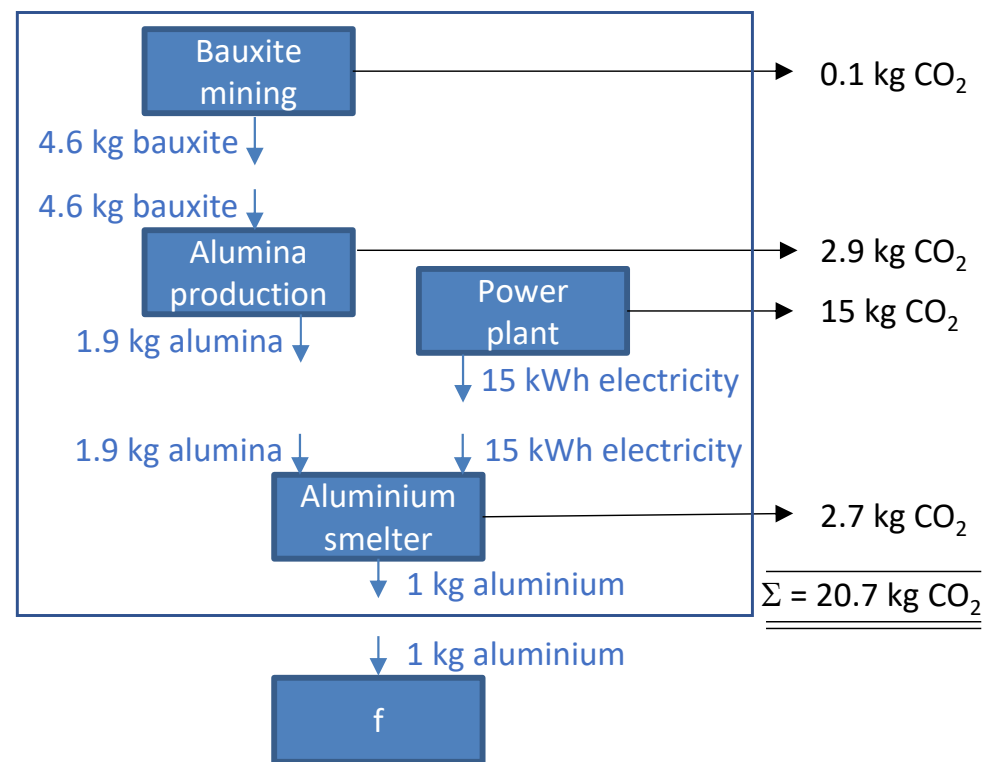 Bauxite
mining
0.1 kg CO₂
4.6 kg bauxite
4.6 kg bauxite
Alumina
production
2.9 kg CO₂
Power
plant
15 kg CO₂
1.9 kg alumina
15 kWh electricity
1.9 kg alumina
15 kWh electricity
Aluminium
smelter
2.7 kg CO₂
1 kg aluminium
Σ = 20.7 kg CO₂
1 kg aluminium
f